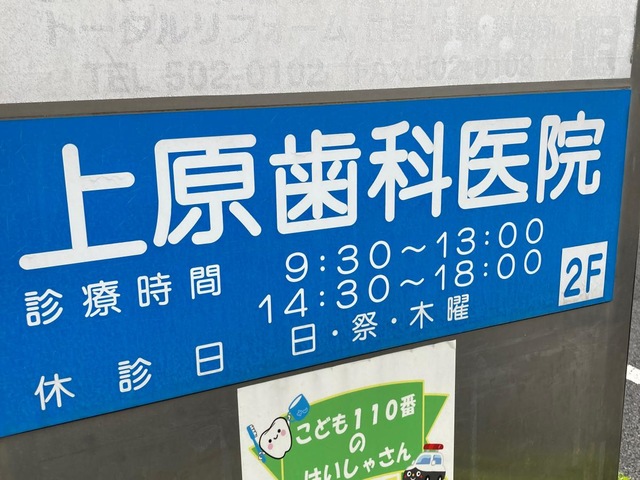 トータルリフォーム
TEL 502-0102
上原歯科医院
診療時間 9:30～13:00
14:30～18:00
2F
休診日 日・祭・木曜
こども110番
の
はいしゃさん